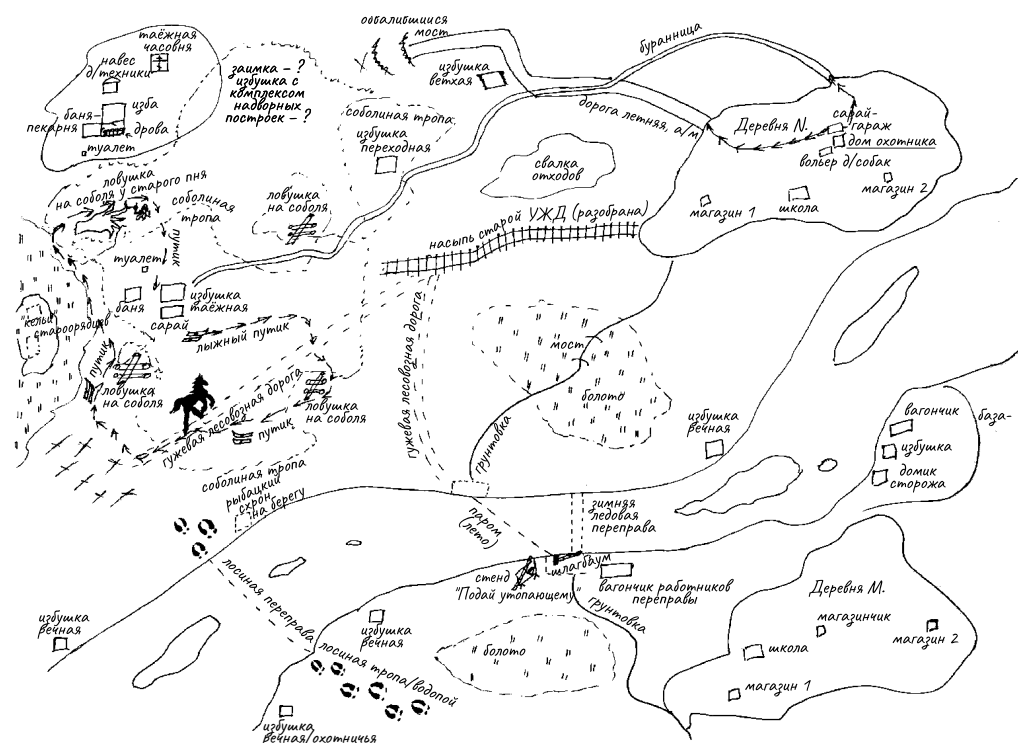 обвалившийся
мост
таёжная
часовня
навес
д/техники
изба
баня-
пекарня
дрова
туалет
заимка – ?
избушка с
комплексом
надворных
построек – ?
избушка
ветхая
буранница
соболиная тропа
избушка
переходная
дорога летняя, а/м
Деревня N.
сарай-
гараж
дом охотника
вольер д/собак
магазин 2
школа
магазин 1
свалка
отходов
ловушка
на соболя у старого пня
соболиная
тропа
ловушка
на соболя
насыпь старой УЖД (разобрана)
путик
туалет
баня
избушка
таёжная
сарай
"кельи"
староорядцев
лыжный путик
путик
ловушка
на соболя
гужевая лесовозная дорога
ловушка
на соболя
путик
гужевая лесовозная дорога
мост
болото
грунтовка
избушка
речная
вагончик
база-
избушка
домик
сторожа
соболиная тропа
рыбацкий
схрон
на берегу
паром
(лето)
зимняя
ледовая
переправа
шлагбаум
стенд
"Подай утопающему"
вагончик работников
переправы
грунтовка
лосиная переправа
избушка
речная
избушка
речная
лосиная тропа/водопой
болото
избушка
речная/охотничья
Деревня М.
магазинчик
магазин 2
школа
магазин 1